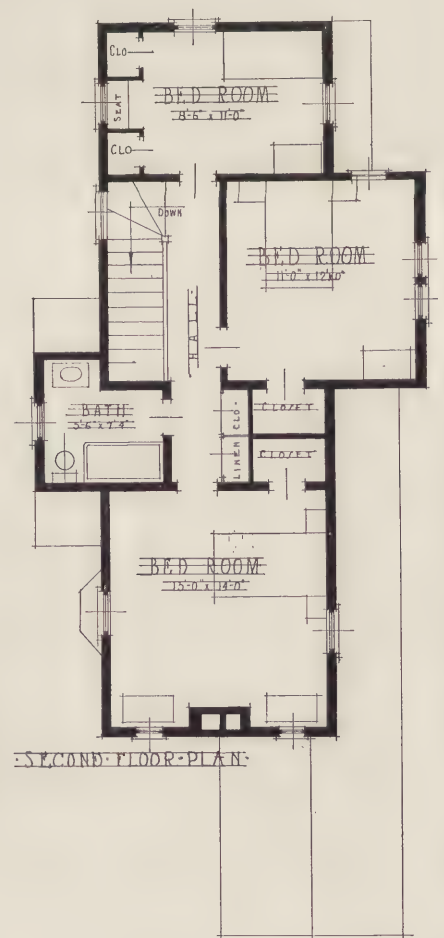 CLO
SEAT
BED ROOM
8'-6" x 11'-0"
CLO
DOWN
BED ROOM
11'-0" x 12'-0"
HALL
BATH
5'-6" x 7'-4"
LINEN CLO.
CLOSET
CLOSET
BED ROOM
15'-0" x 14'-0"
·SECOND·FLOOR·PLAN·